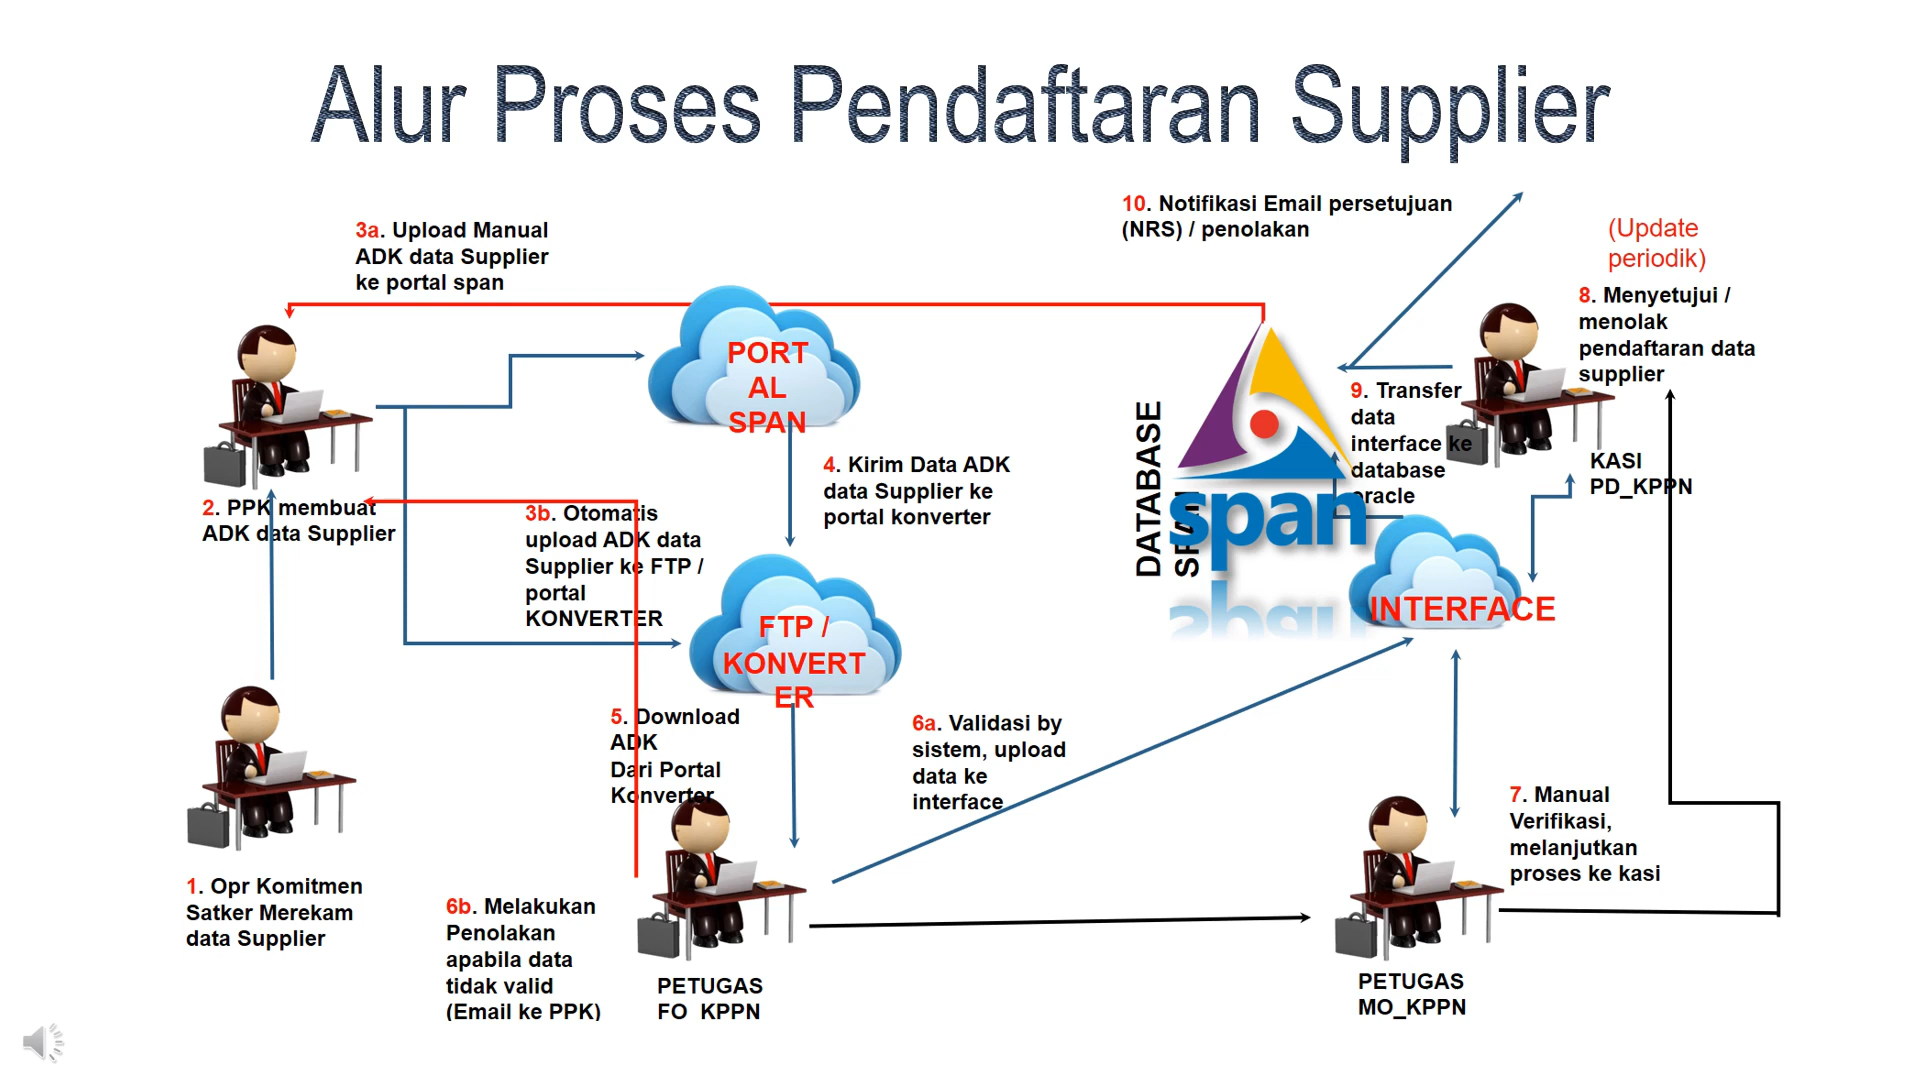 Alur Proses Pendaftaran Supplier
10. Notifikasi Email persetujuan
(NRS) / penolakan
3a. Upload Manual
ADK data Supplier
ke portal span
(Update
periodik)
8. Menyetujui /
menolak
pendaftaran data
supplier
PORT
AL
SPAN
9. Transfer
data
interface ke
database
oracle
DATABASE
SPAN
span
4. Kirim Data ADK
data Supplier ke
portal konverter
KASI
PD_KPPN
2. PPK membuat
ADK data Supplier
3b. Otomatis
upload ADK data
Supplier ke FTP /
portal
KONVERTER
INTERFACE
FTP /
KONVERT
ER
5. Download
ADK
Dari Portal
Konverter
6a. Validasi by
sistem, upload
data ke
interface
7. Manual
Verifikasi,
melanjutkan
proses ke kasi
1. Opr Komitmen
Satker Merekam
data Supplier
6b. Melakukan
Penolakan
apabila data
tidak valid
(Email ke PPK)
PETUGAS
FO_KPPN
PETUGAS
MO_KPPN